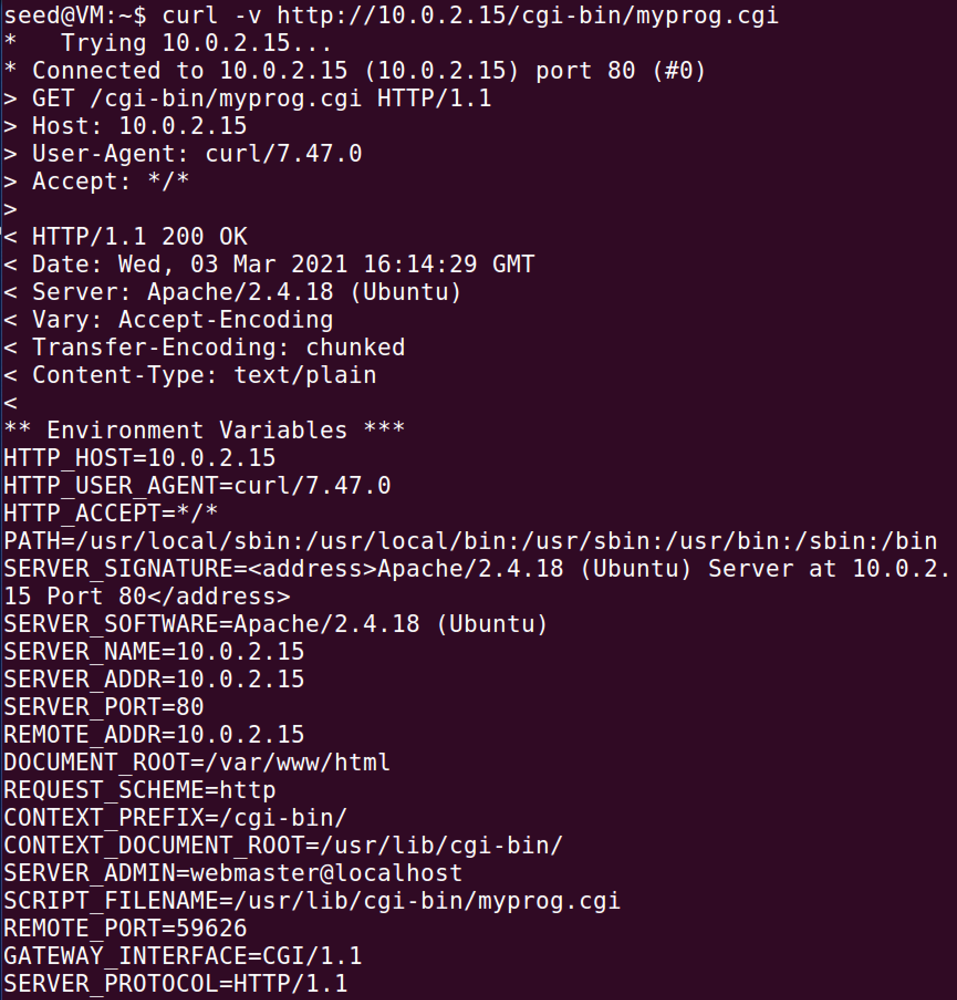 seed@VM:~$ curl -v http://10.0.2.15/cgi-bin/myprog.cgi
*   Trying 10.0.2.15...
* Connected to 10.0.2.15 (10.0.2.15) port 80 (#0)
> GET /cgi-bin/myprog.cgi HTTP/1.1
> Host: 10.0.2.15
> User-Agent: curl/7.47.0
> Accept: */*
>
< HTTP/1.1 200 OK
< Date: Wed, 03 Mar 2021 16:14:29 GMT
< Server: Apache/2.4.18 (Ubuntu)
< Vary: Accept-Encoding
< Transfer-Encoding: chunked
< Content-Type: text/plain
<
** Environment Variables ***
HTTP_HOST=10.0.2.15
HTTP_USER_AGENT=curl/7.47.0
HTTP_ACCEPT=*/*
PATH=/usr/local/sbin:/usr/local/bin:/usr/sbin:/usr/bin:/sbin:/bin
SERVER_SIGNATURE=<address>Apache/2.4.18 (Ubuntu) Server at 10.0.2.
15 Port 80</address>
SERVER_SOFTWARE=Apache/2.4.18 (Ubuntu)
SERVER_NAME=10.0.2.15
SERVER_ADDR=10.0.2.15
SERVER_PORT=80
REMOTE_ADDR=10.0.2.15
DOCUMENT_ROOT=/var/www/html
REQUEST_SCHEME=http
CONTEXT_PREFIX=/cgi-bin/
CONTEXT_DOCUMENT_ROOT=/usr/lib/cgi-bin/
SERVER_ADMIN=webmaster@localhost
SCRIPT_FILENAME=/usr/lib/cgi-bin/myprog.cgi
REMOTE_PORT=59626
GATEWAY_INTERFACE=CGI/1.1
SERVER_PROTOCOL=HTTP/1.1